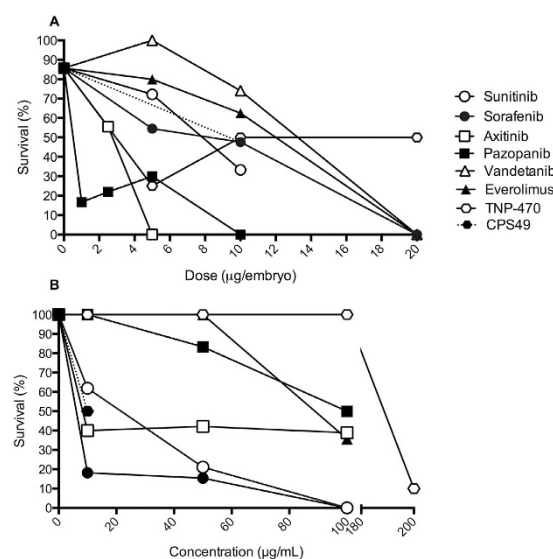 A
100
90
80
70
60
50
40
30
20
10
0
Survival (%)
0
2
4
6
8
10
12
14
16
18
20
Dose (µg/embryo)
Sunitinib
Sorafenib
Axitinib
Pazopanib
Vandetanib
Everolimus
TNP-470
CPS49
B
100
90
80
70
60
50
40
30
20
10
0
Survival (%)
0
20
40
60
80
100
180
200
Concentration (µg/mL)